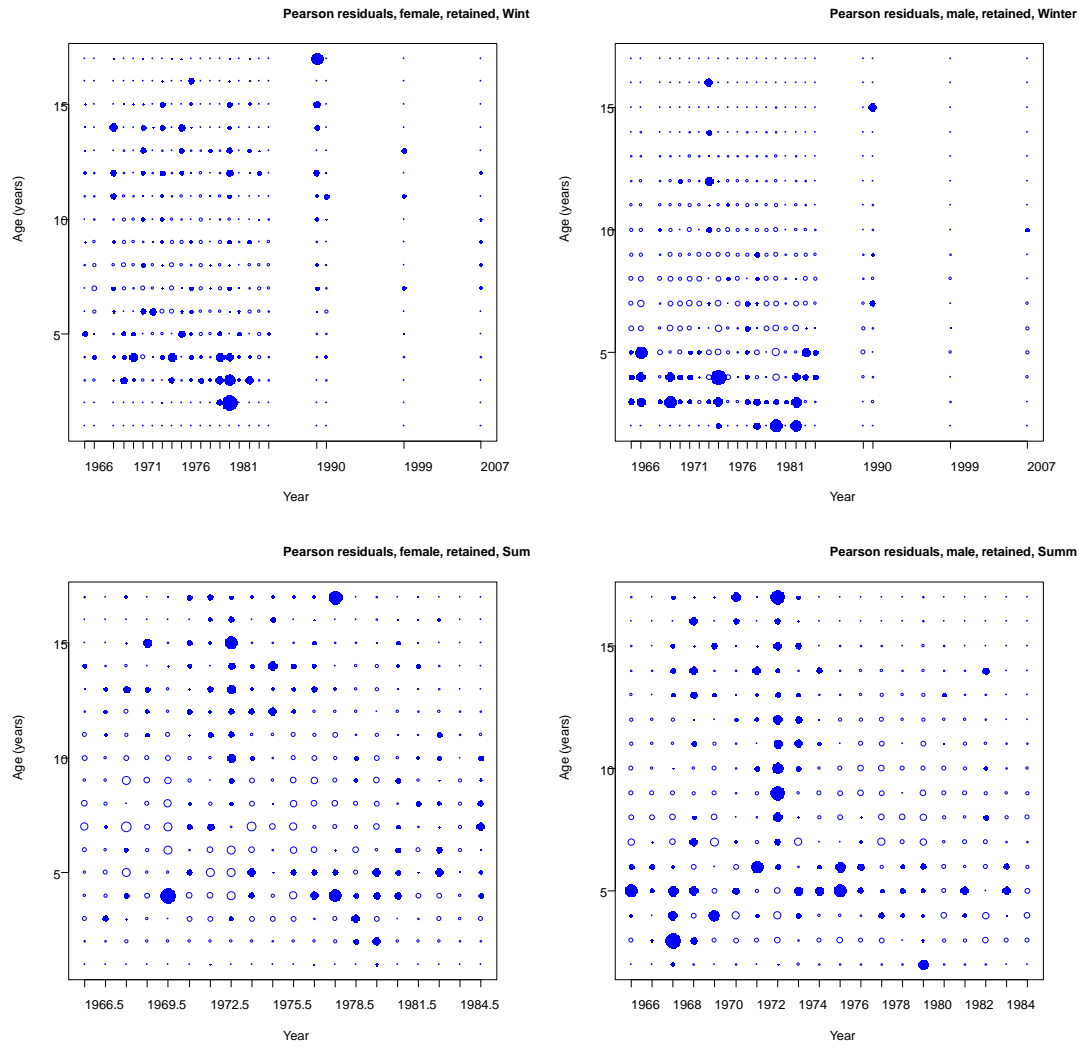 Pearson residuals, female, retained, Wint
Age (years)
15
10
5
1966 1971 1976 1981 1990 1999 2007
Year
Pearson residuals, male, retained, Winter
Age (years)
15
10
5
1966 1971 1976 1981 1990 1999 2007
Year
Pearson residuals, female, retained, Sum
Age (years)
15
10
5
1966.5 1969.5 1972.5 1975.5 1978.5 1981.5 1984.5
Year
Pearson residuals, male, retained, Summ
Age (years)
15
10
5
1966 1968 1970 1972 1974 1976 1978 1980 1982 1984
Year